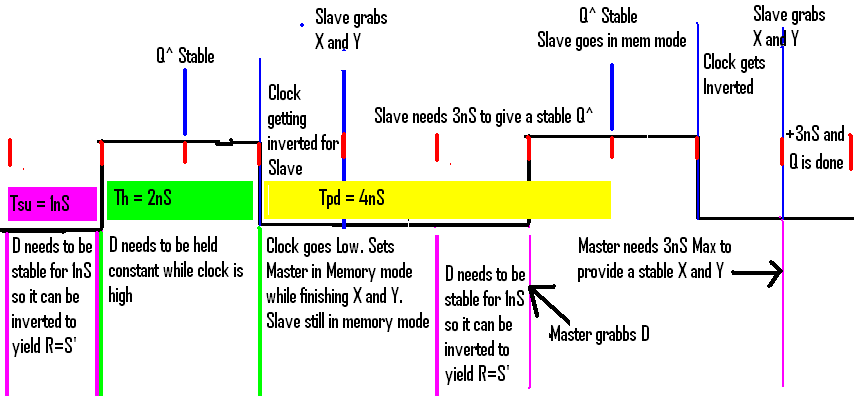 Slave grabs
X and Y
Q^ Stable
Slave goes in mem mode
Slave grabs
X and Y
Q^ Stable
Clock gets
Inverted
Clock
getting
inverted for
Slave
Slave needs 3nS to give a stable Q^
+3nS and
Q is done
Tsu = 1nS
Th = 2nS
Tpd = 4nS
D needs to be
stable for 1nS
so it can be
inverted to
yield R=S'
D needs to be held
constant while clock is
high
Clock goes Low. Sets
Master in Memory mode
while finishing X and Y.
Slave still in memory mode
D needs to be
stable for 1nS
so it can be
inverted to
yield R=S'
Master needs 3nS Max to
provide a stable X and Y
Master grabbs D